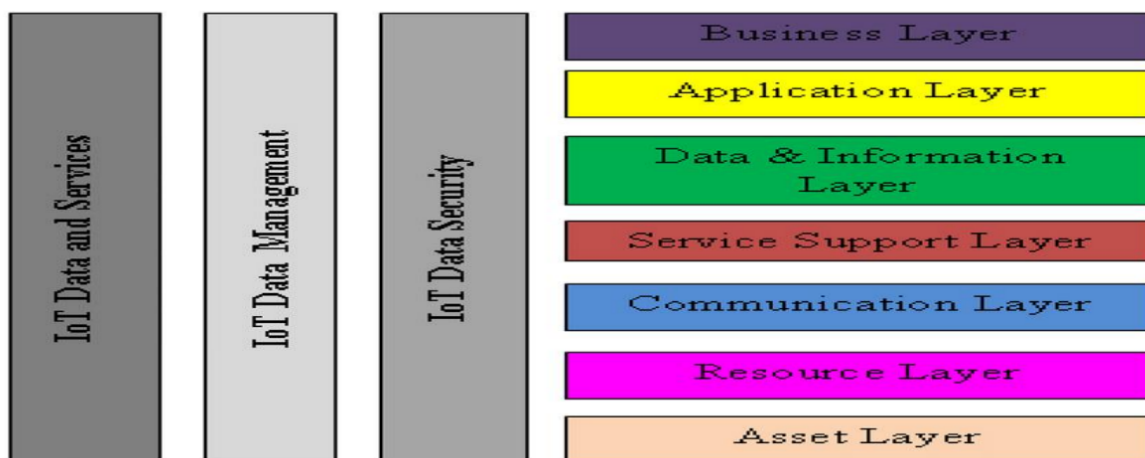 IoT Data and Services
IoT Data Management
IoT Data Security
Business Layer
Application Layer
Data & Information
Layer
Service Support Layer
Communication Layer
Resource Layer
Asset Layer